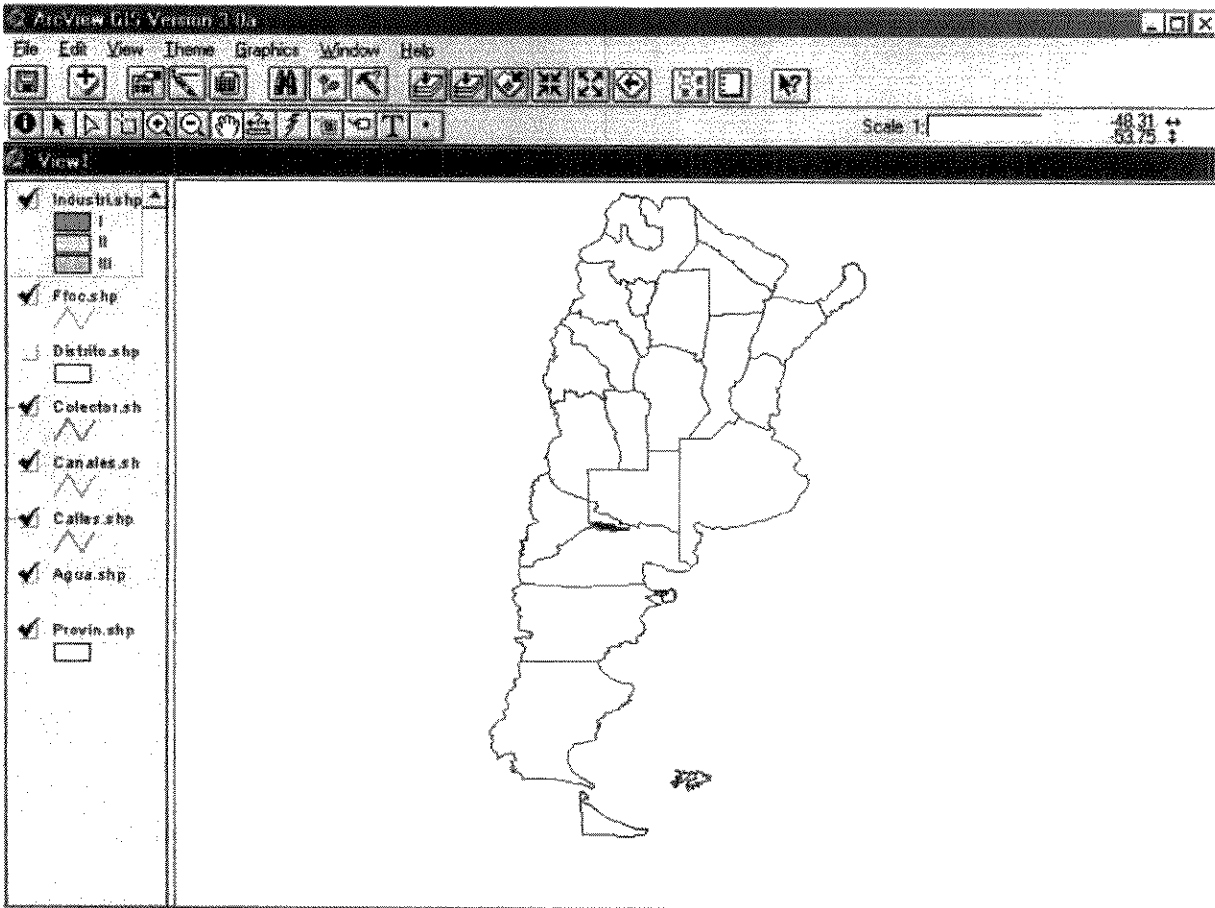 ArcView GIS Version 3.0a
File Edit View Theme Graphics Window Help
Scale 1:
-48.31
-53.75
View1
Industri.shp
I
II
III
Ffcc.shp
Distrito.shp
Colector.sh
Canales.sh
Calles.shp
Agua.shp
Provin.shp